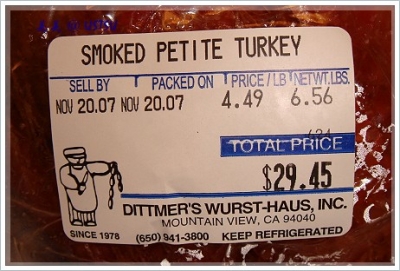 SMOKED PETITE TURKEY
SELL BY PACKED ON PRICE/LB NETWT.LBS.
NOV 20.07 NOV 20.07 4.49 6.56
TOTAL PRICE
$29.45
DITTMER'S WURST-HAUS, INC.
MOUNTAIN VIEW, CA 94040
SINCE 1978 (650) 941-3800 KEEP REFRIGERATED